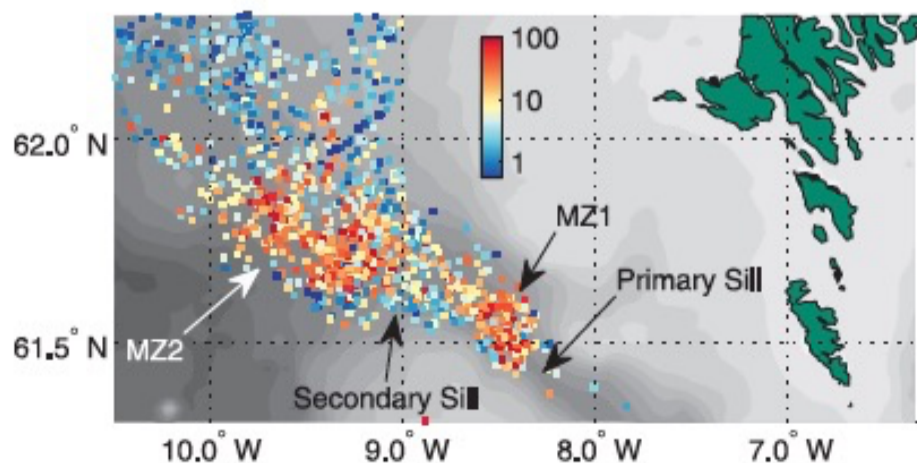 100
10
1
62.0° N
MZ1
Primary Sill
61.5° N
MZ2
Secondary Sill
10.0° W
9.0° W
8.0° W
7.0° W